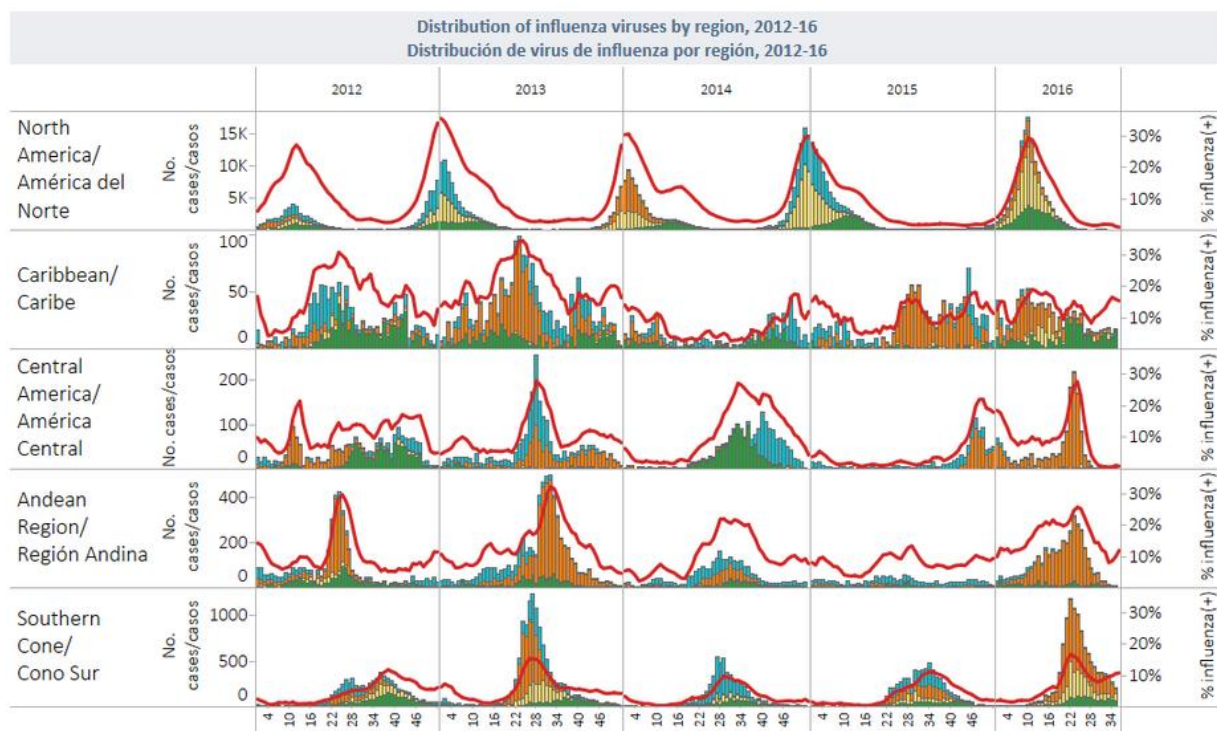 Distribution of influenza viruses by region, 2012-16
Distribución de virus de influenza por región, 2012-16
2012 2013 2014 2015 2016
North
America/
América del
Norte
No.
cases/casos
15K
10K
5K
30%
20%
10%
% influenza(+)
Caribbean/
Caribe
No.
cases/casos
100
50
0
30%
20%
10%
% influenza(+)
Central
America/
América
Central
No. cases/casos
200
100
0
30%
20%
10%
% influenza(+)
Andean
Region/
Región Andina
No.
cases/casos
400
200
0
30%
20%
10%
% influenza(+)
Southern
Cone/
Cono Sur
No.
cases/casos
1000
500
0
30%
20%
10%
% influenza(+)
4 10 16 22 28 34 40 46 4 10 16 22 28 34 40 46 4 10 16 22 28 34 40 46 4 10 16 22 28 34 40 46 4 10 16 22 28 34